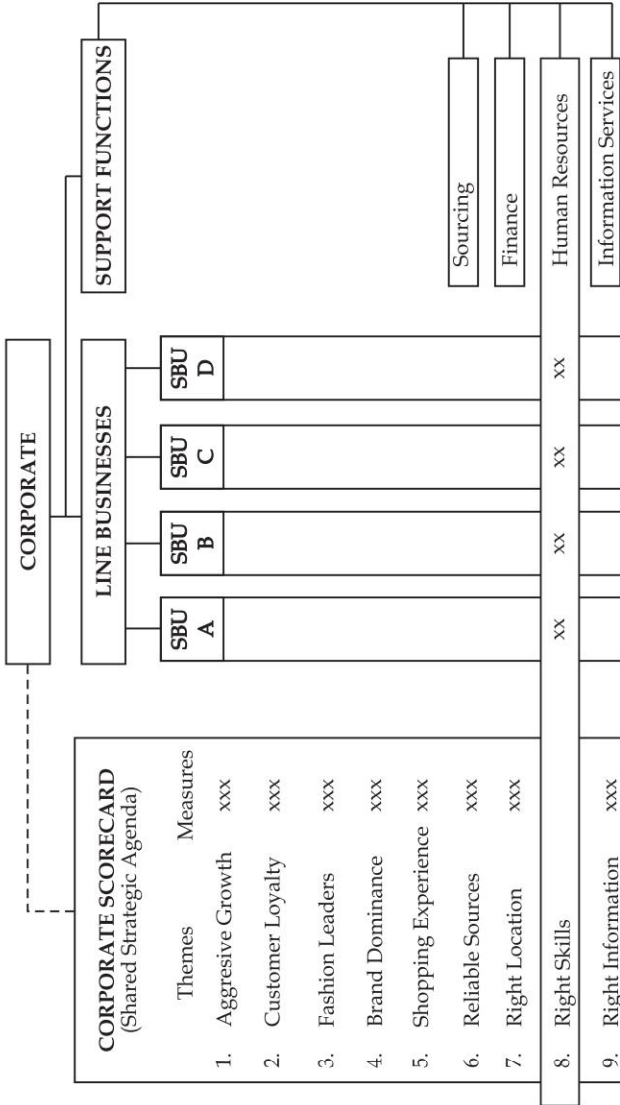 CORPORATE
LINE BUSINESSES
SUPPORT FUNCTIONS
SBU
A
SBU
B
SBU
C
SBU
D
CORPORATE SCORECARD
(Shared Strategic Agenda)
Themes Measures
1. Aggresive Growth xxx
2. Customer Loyalty xxx
3. Fashion Leaders xxx
4. Brand Dominance xxx
5. Shopping Experience xxx
6. Reliable Sources xxx
Sourcing
7. Right Location xxx
Finance
8. Right Skills xx xx xx xx Human Resources
9. Right Information xxx
Information Services